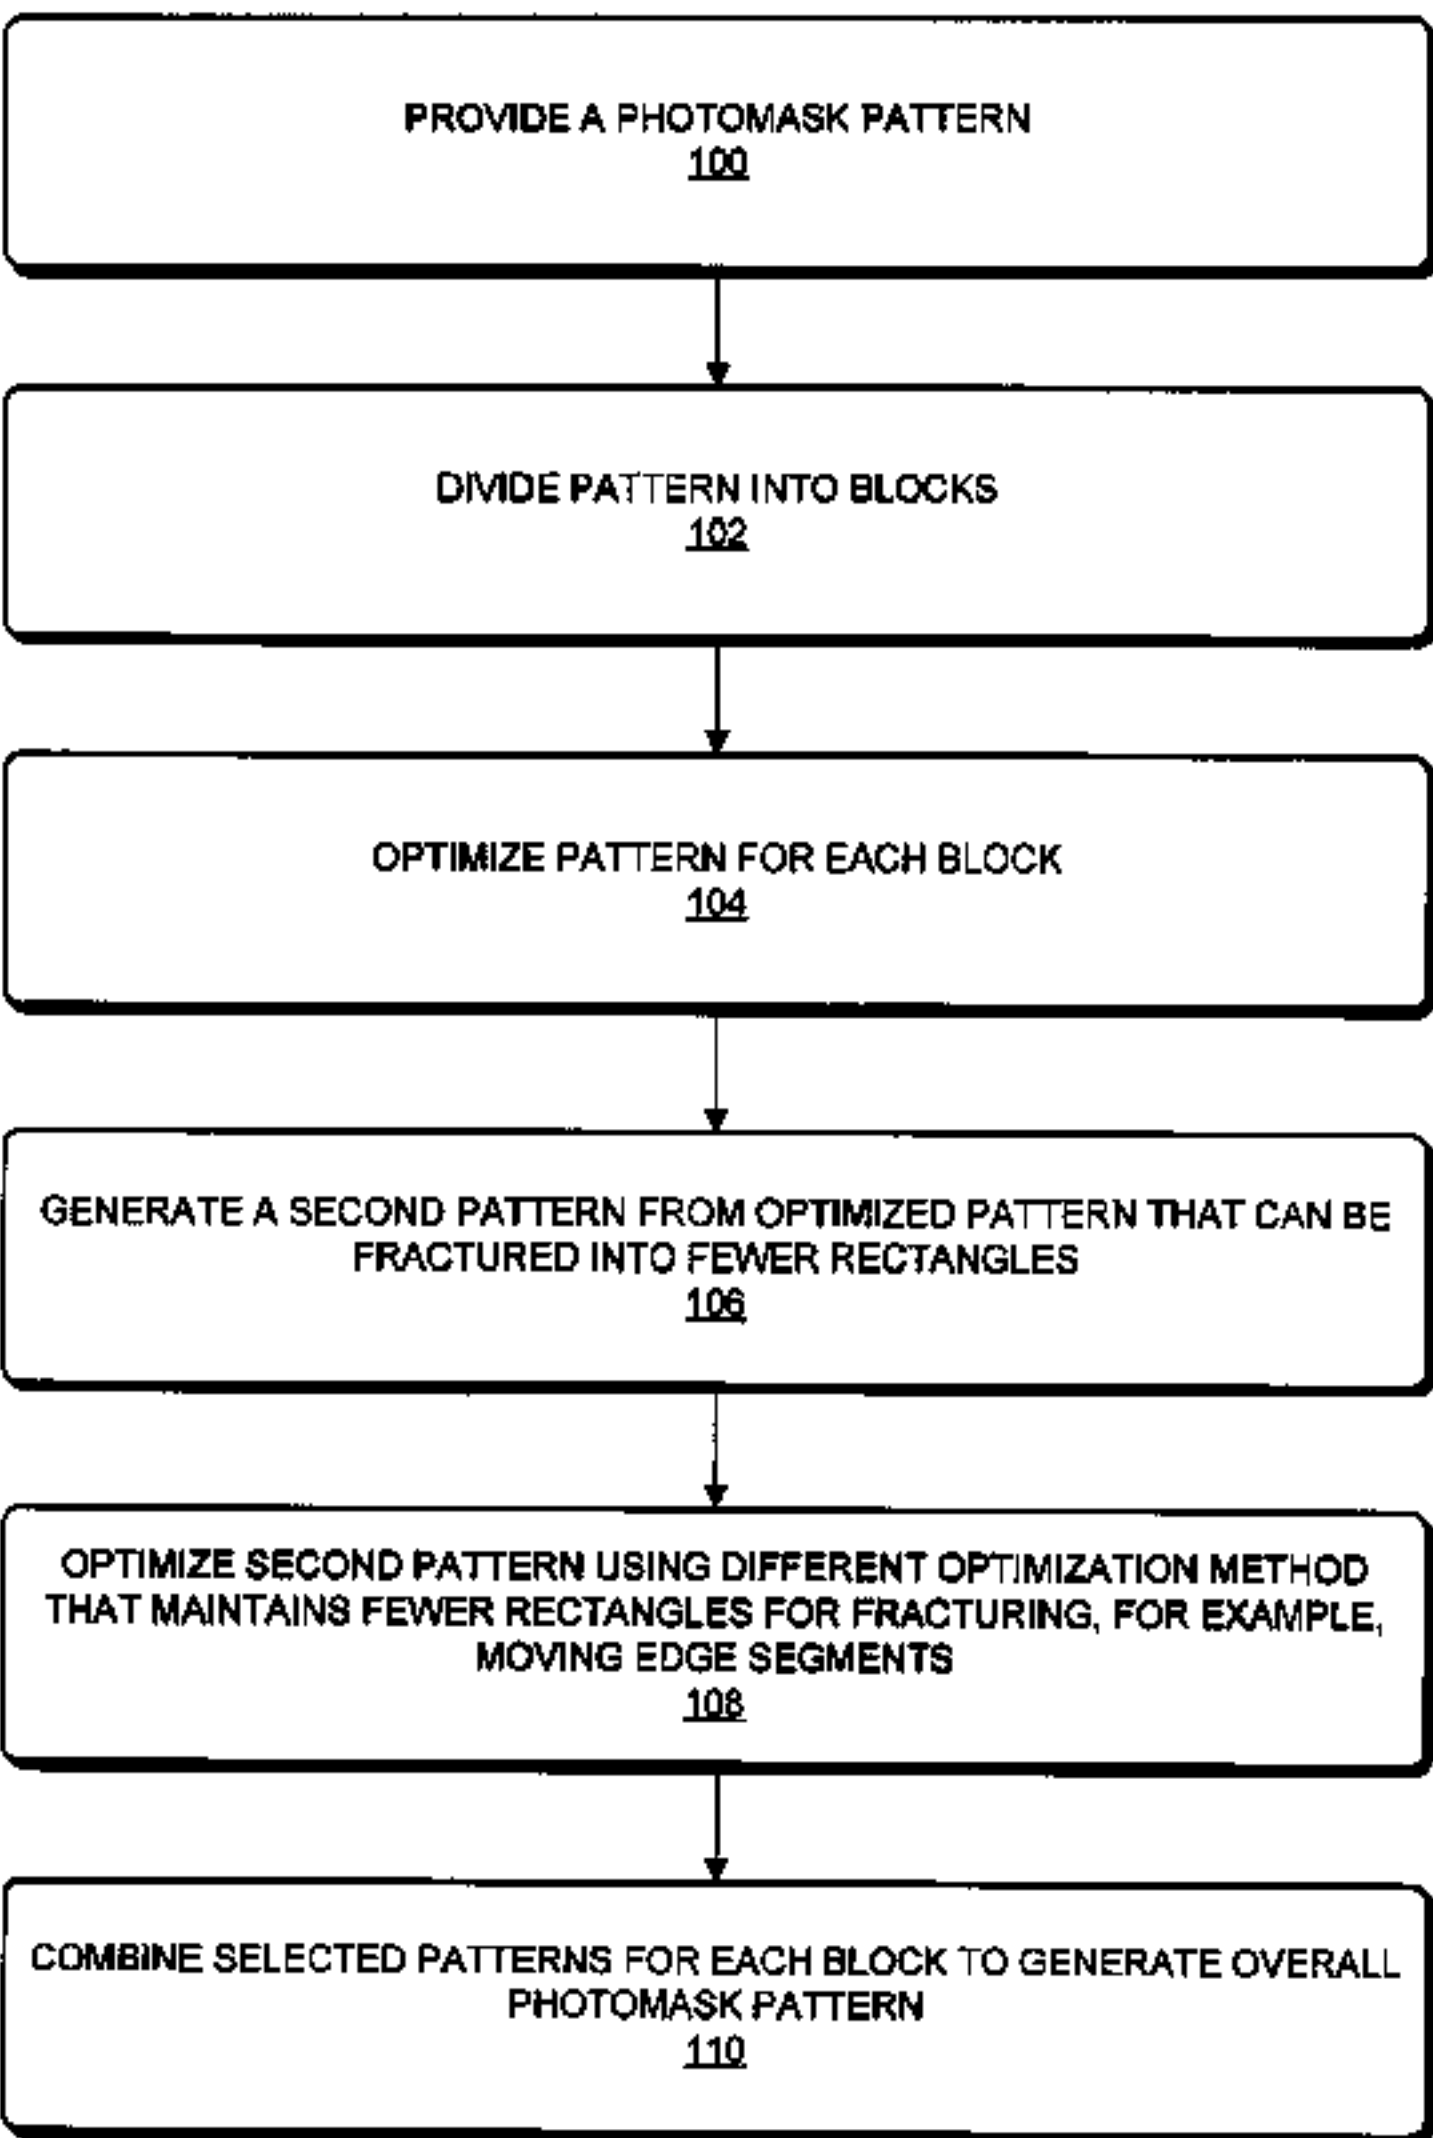 PROVIDE A PHOTOMASK PATTERN
100
DIVIDE PATTERN INTO BLOCKS
102
OPTIMIZE PATTERN FOR EACH BLOCK
104
GENERATE A SECOND PATTERN FROM OPTIMIZED PATTERN THAT CAN BE
FRACTURED INTO FEWER RECTANGLES
106
OPTIMIZE SECOND PATTERN USING DIFFERENT OPTIMIZATION METHOD
THAT MAINTAINS FEWER RECTANGLES FOR FRACTURING, FOR EXAMPLE,
MOVING EDGE SEGMENTS
108
COMBINE SELECTED PATTERNS FOR EACH BLOCK TO GENERATE OVERALL
PHOTOMASK PATTERN
110